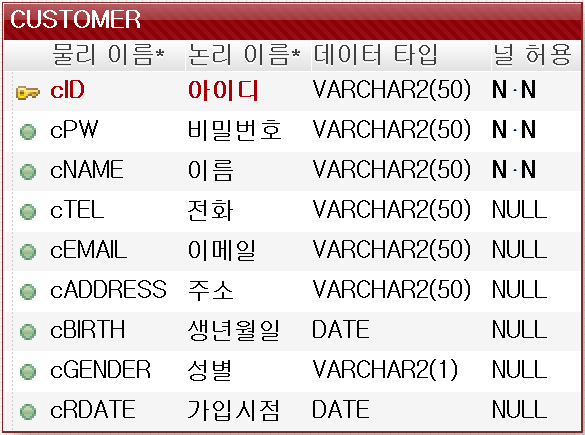 CUSTOMER
물리 이름* 논리 이름* 데이터 타입 널 허용
cID 아이디 VARCHAR2(50) N·N
cPW 비밀번호 VARCHAR2(50) N·N
cNAME 이름 VARCHAR2(50) N·N
cTEL 전화 VARCHAR2(50) NULL
cEMAIL 이메일 VARCHAR2(50) NULL
cADDRESS 주소 VARCHAR2(50) NULL
cBIRTH 생년월일 DATE NULL
cGENDER 성별 VARCHAR2(1) NULL
cRDATE 가입시점 DATE NULL